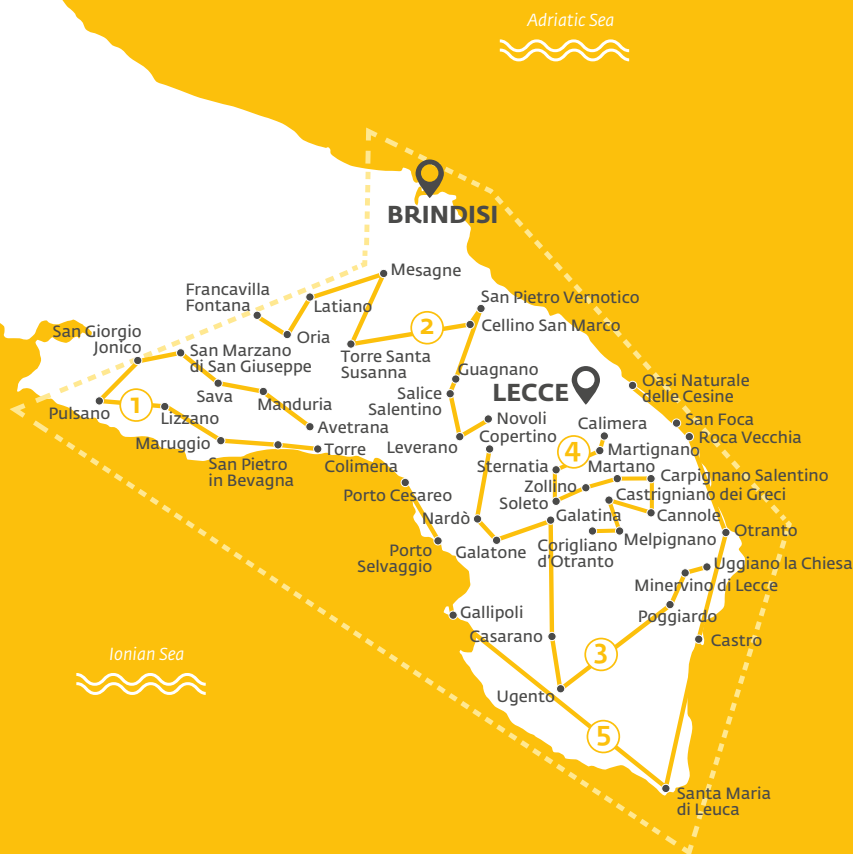 Adriatic Sea
BRINDISI
Mesagne
Francavilla
Fontana
Latiano
San Pietro Vernotico
San Giorgio
Jonico
Oria
2
Cellino San Marco
San Marzano
di San Giuseppe
Torre Santa
Susanna
Guagnano
LECCE
Oasi Naturale
delle Cesine
Sava
Salice
Salentino
Pulsano
1
Lizzano
Manduria
Novoli
Calimera
San Foca
Avetrana
Copertino
Roca Vecchia
Maruggio
Torre
Colimena
Leverano
4
Martignano
San Pietro
in Bevagna
Sternatia
Martano
Carpignano Salentino
Porto Cesareo
Zollino
Castrigniano dei Greci
Soleto
Nardò
Galatina
Cannole
Otranto
Porto
Selvaggio
Galatone
Corigliano
d'Otranto
Melpignano
Uggiano la Chiesa
Minervino di Lecce
Gallipoli
Poggiardo
Casarano
Castro
3
Ionian Sea
Ugento
5
Santa Maria
di Leuca